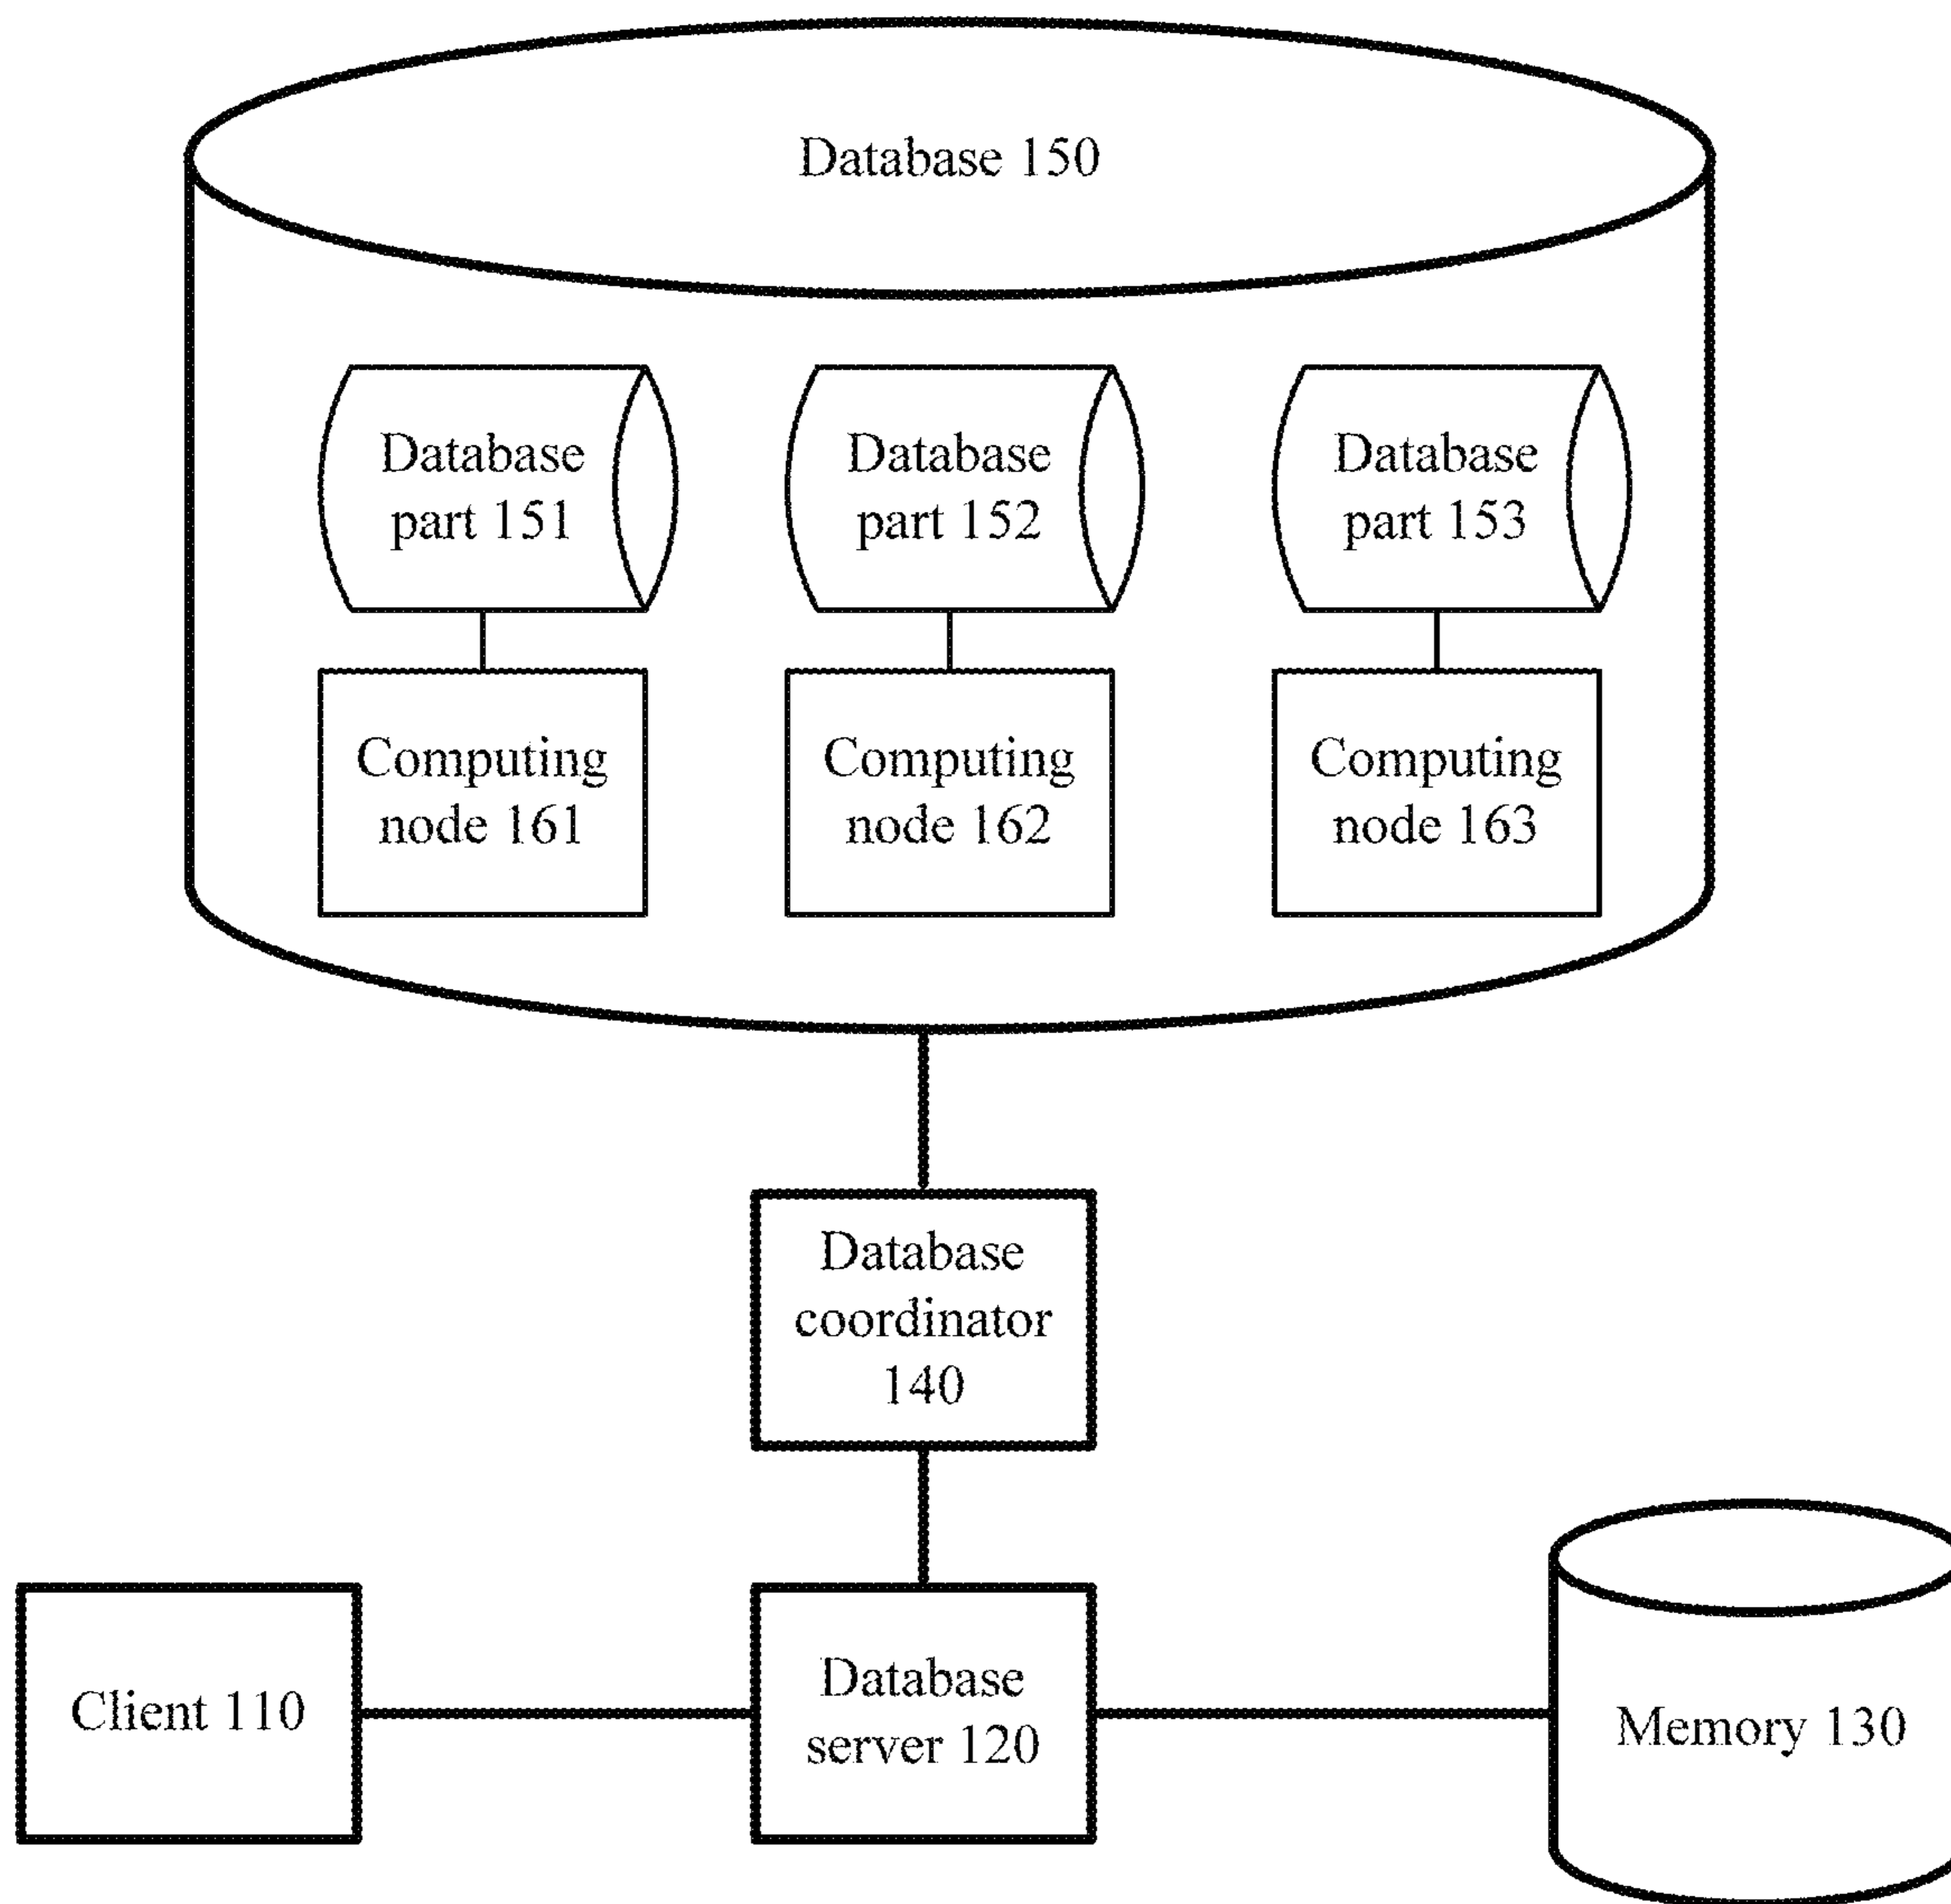 Database 150
Database
part 151
Database
part 152
Database
part 153
Computing
node 161
Computing
node 162
Computing
node 163
Database
coordinator
140
Client 110
Database
server 120
Memory 130